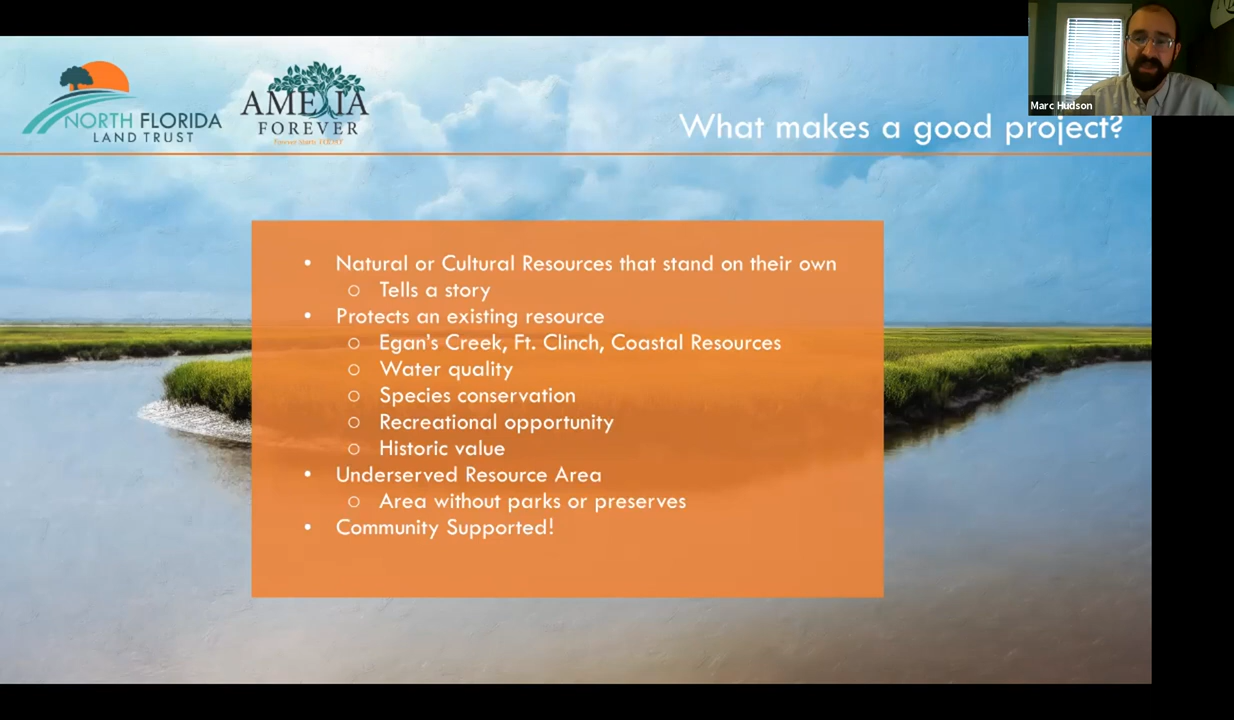 NORTH FLORIDA
LAND TRUST
AMELIA
FOREVER
Marc Hudson
What makes a good project?
• Natural or Cultural Resources that stand on their own
○ Tells a story
• Protects an existing resource
○ Egan's Creek, Ft. Clinch, Coastal Resources
○ Water quality
○ Species conservation
○ Recreational opportunity
○ Historic value
• Underserved Resource Area
○ Area without parks or preserves
• Community Supported!